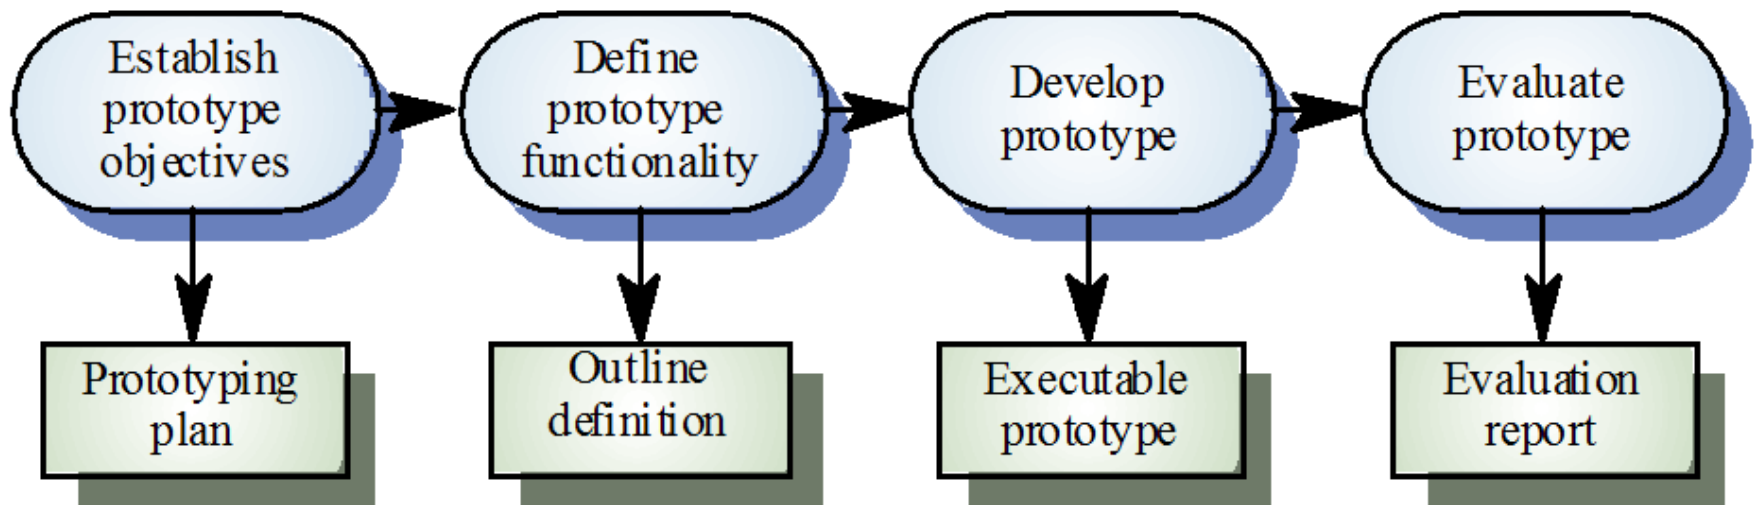 Establish
prototype
objectives
Define
prototype
functionality
Develop
prototype
Evaluate
prototype
Prototyping
plan
Outline
definition
Executable
prototype
Evaluation
report